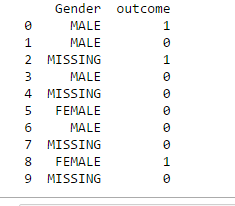 Gender outcome
0 MALE 1
1 MALE 0
2 MISSING 1
3 MALE 0
4 MISSING 0
5 FEMALE 0
6 MALE 0
7 MISSING 0
8 FEMALE 1
9 MISSING 0